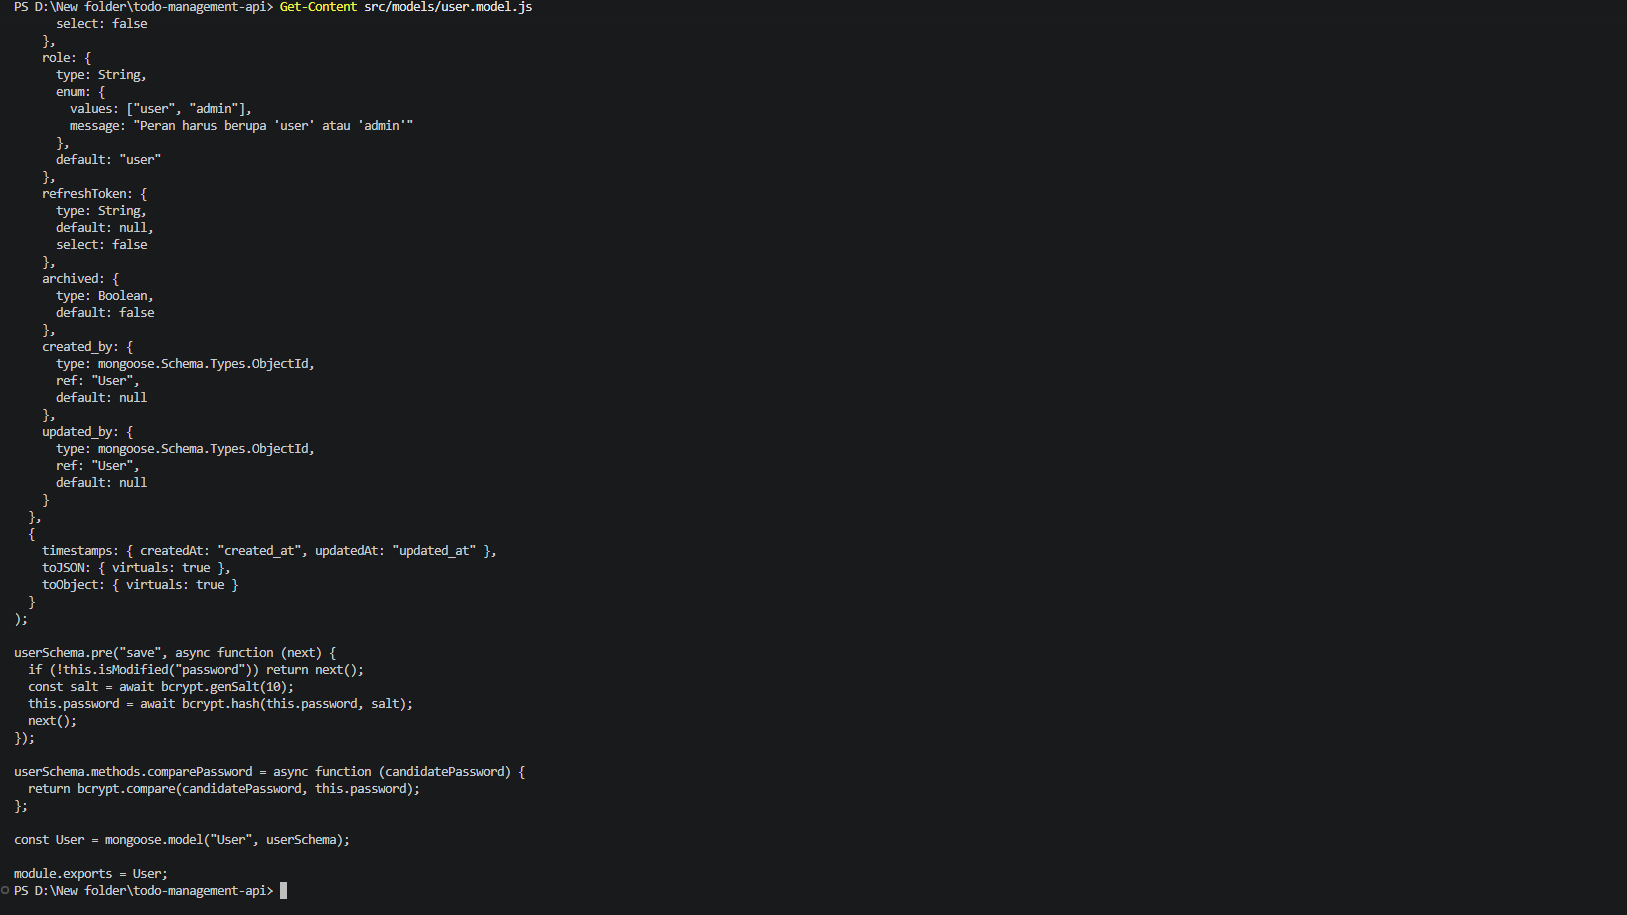 PS D:\New folder\todo-management-api> Get-Content src/models/user.model.js
      select: false
    },
    role: {
      type: String,
      enum: {
        values: ["user", "admin"],
        message: "Peran harus berupa 'user' atau 'admin'"
      },
      default: "user"
    },
    refreshToken: {
      type: String,
      default: null,
      select: false
    },
    archived: {
      type: Boolean,
      default: false
    },
    created_by: {
      type: mongoose.Schema.Types.ObjectId,
      ref: "User",
      default: null
    },
    updated_by: {
      type: mongoose.Schema.Types.ObjectId,
      ref: "User",
      default: null
    }
  },
  {
    timestamps: { createdAt: "created_at", updatedAt: "updated_at" },
    toJSON: { virtuals: true },
    toObject: { virtuals: true }
  }
);

userSchema.pre("save", async function (next) {
  if (!this.isModified("password")) return next();
  const salt = await bcrypt.genSalt(10);
  this.password = await bcrypt.hash(this.password, salt);
  next();
});

userSchema.methods.comparePassword = async function (candidatePassword) {
  return bcrypt.compare(candidatePassword, this.password);
};

const User = mongoose.model("User", userSchema);

module.exports = User;
PS D:\New folder\todo-management-api>